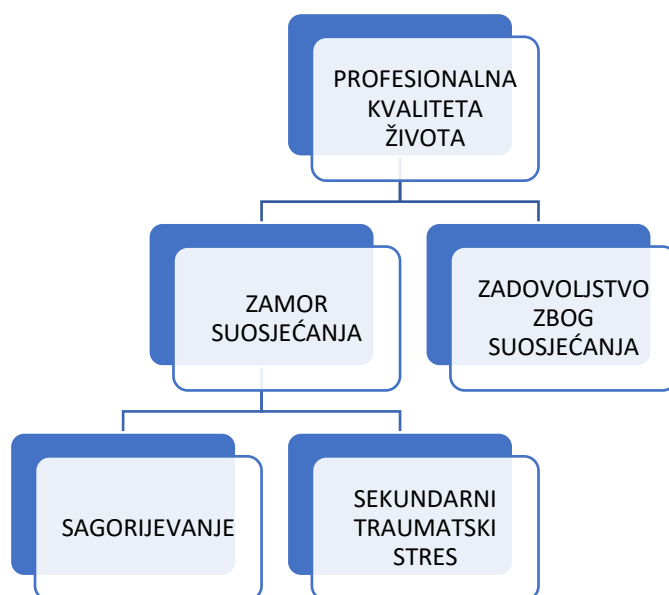 PROFESIONALNA
KVALITETA
ŽIVOTA
ZAMOR
SUOSJEĆANJA
ZADOVOLJSTVO
ZBOG
SUOSJEĆANJA
SAGORIJEVANJE
SEKUNDARNI
TRAUMATSKI
STRES